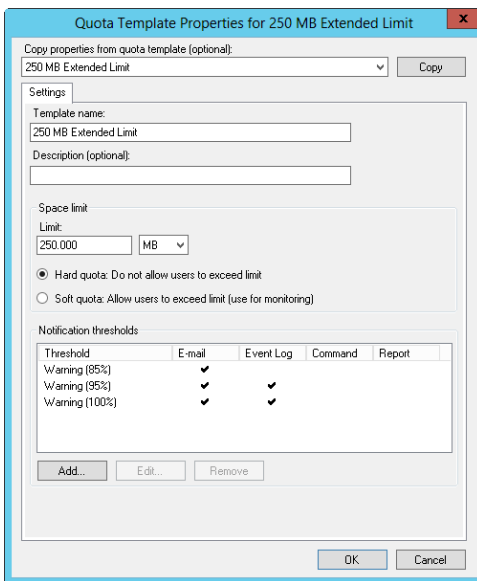 Quota Template Properties for 250 MB Extended Limit
x
Copy properties from quota template (optional):
250 MB Extended Limit
Copy
Settings
Template name:
250 MB Extended Limit
Description (optional):
Space limit
Limit:
250.000 MB
Hard quota: Do not allow users to exceed limit
Soft quota: Allow users to exceed limit (use for monitoring)
Notification thresholds
Threshold E-mail Event Log Command Report
Warning (85%)
Warning (95%)
Warning (100%)
Add... Edit... Remove
OK Cancel